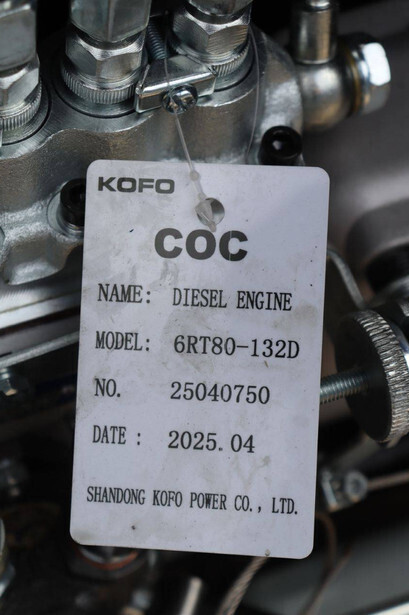 KOFO
COC
NAME: DIESEL ENGINE
MODEL: 6RT80-132D
NO. 25040750
DATE : 2025.04
SHANDONG KOFO POWER CO., LTD.